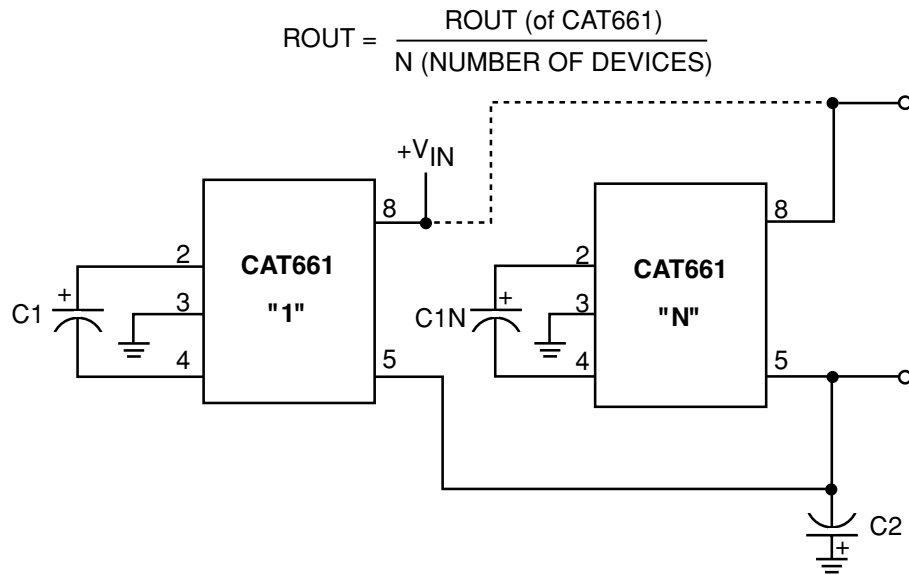 ROUT = ROUT (of CAT661)
N (NUMBER OF DEVICES)
+VIN
8
8
2
CAT661
2
CAT661
C1
+
3
"1"
C1N
+
3
"N"
4
5
4
5
C2
+